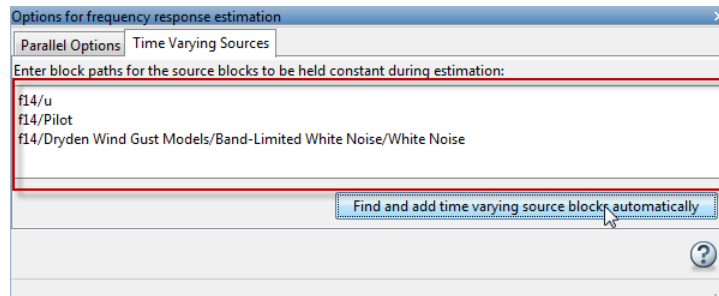 Options for frequency response estimation
Parallel Options Time Varying Sources
Enter block paths for the source blocks to be held constant during estimation:
f14/u
f14/Pilot
f14/Dryden Wind Gust Models/Band-Limited White Noise/White Noise
Find and add time varying source blocks automatically
?